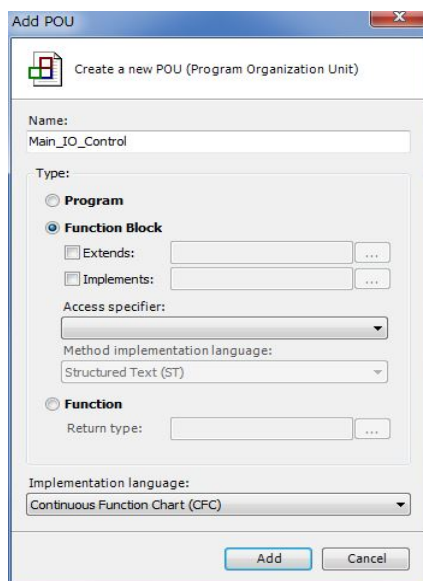 Add POU
Create a new POU (Program Organization Unit)
Name:
Main_IO_Control
Type:
Program
Function Block
Extends:
...
Implements:
...
Access specifier:
Method implementation language:
Structured Text (ST)
Function
Return type:
...
Implementation language:
Continuous Function Chart (CFC)
Add
Cancel